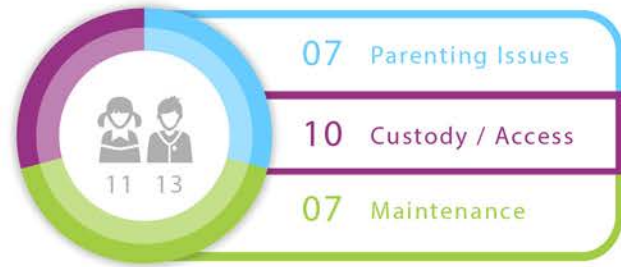 07 Parenting Issues
10 Custody / Access
11 13
07 Maintenance